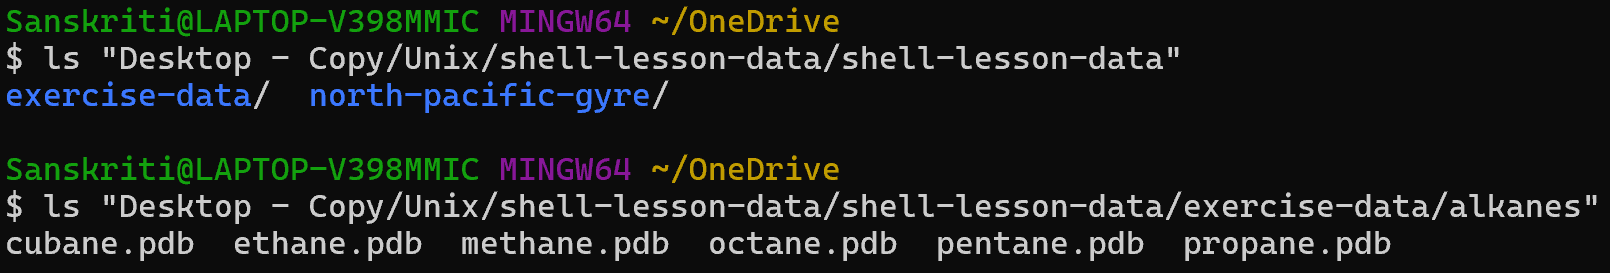 Sanskriti@LAPTOP-V398MMIC MINGW64 ~/OneDrive
$ ls "Desktop - Copy/Unix/shell-lesson-data/shell-lesson-data"
exercise-data/  north-pacific-gyre/

Sanskriti@LAPTOP-V398MMIC MINGW64 ~/OneDrive
$ ls "Desktop - Copy/Unix/shell-lesson-data/shell-lesson-data/exercise-data/alkanes"
cubane.pdb  ethane.pdb  methane.pdb  octane.pdb  pentane.pdb  propane.pdb